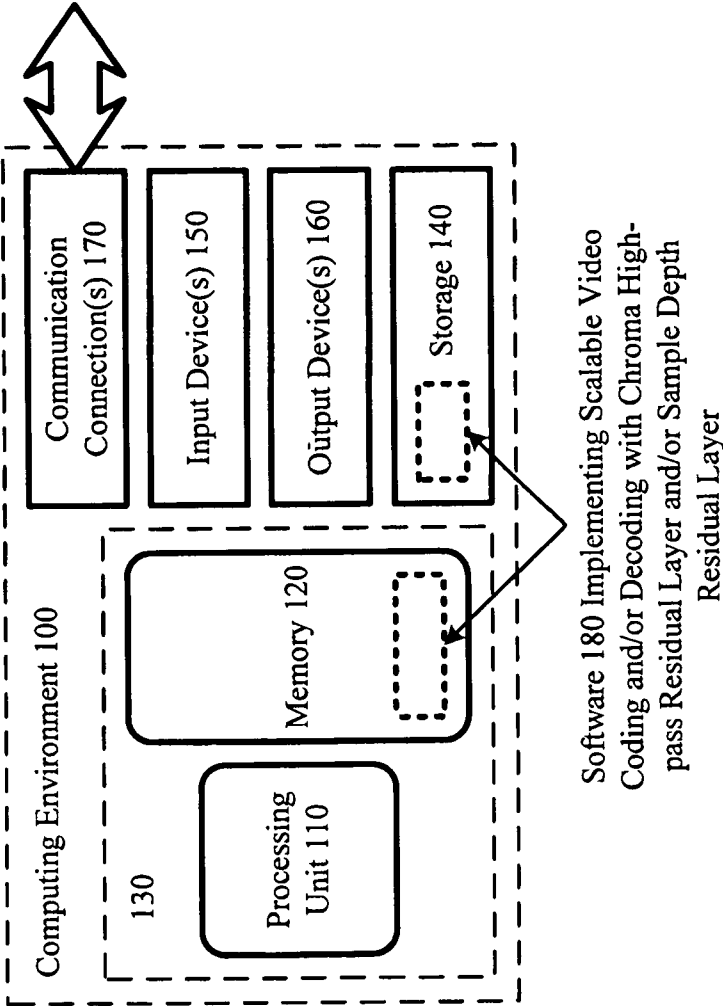 Computing Environment 100
130
Processing
Unit 110
Memory 120
Communication
Connection(s) 170
Input Device(s) 150
Output Device(s) 160
Storage 140
Software 180 Implementing Scalable Video
Coding and/or Decoding with Chroma High-
pass Residual Layer and/or Sample Depth
Residual Layer